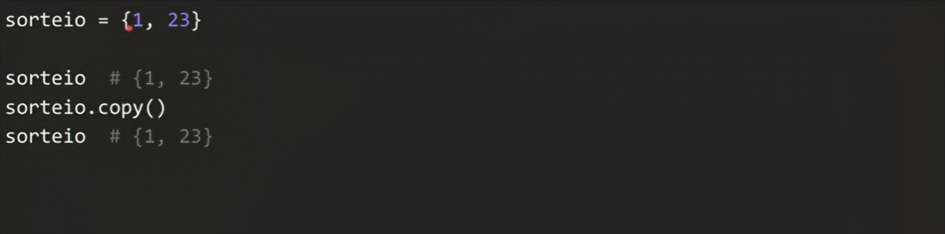 sorteio = {1, 23}
sorteio  # {1, 23}
sorteio.copy()
sorteio  # {1, 23}